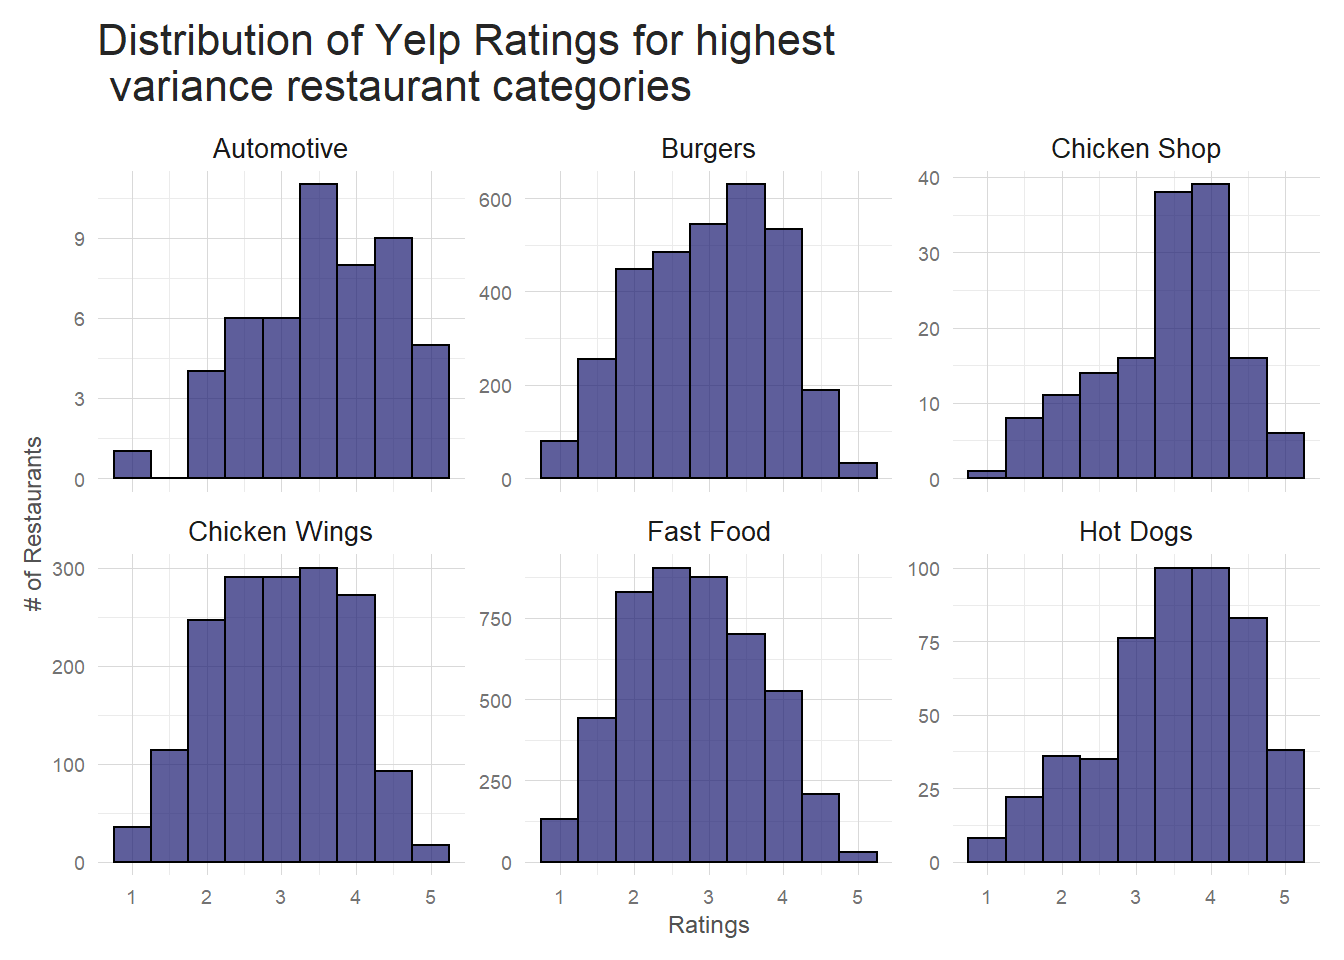 Distribution of Yelp Ratings for highest
variance restaurant categories
Automotive
Burgers
Chicken Shop
9
6
3
0
600
400
200
0
40
30
20
10
0
# of Restaurants
Chicken Wings
Fast Food
Hot Dogs
300
200
100
0
750
500
250
0
100
75
50
25
0
1 2 3 4 5
1 2 3 4 5
1 2 3 4 5
Ratings